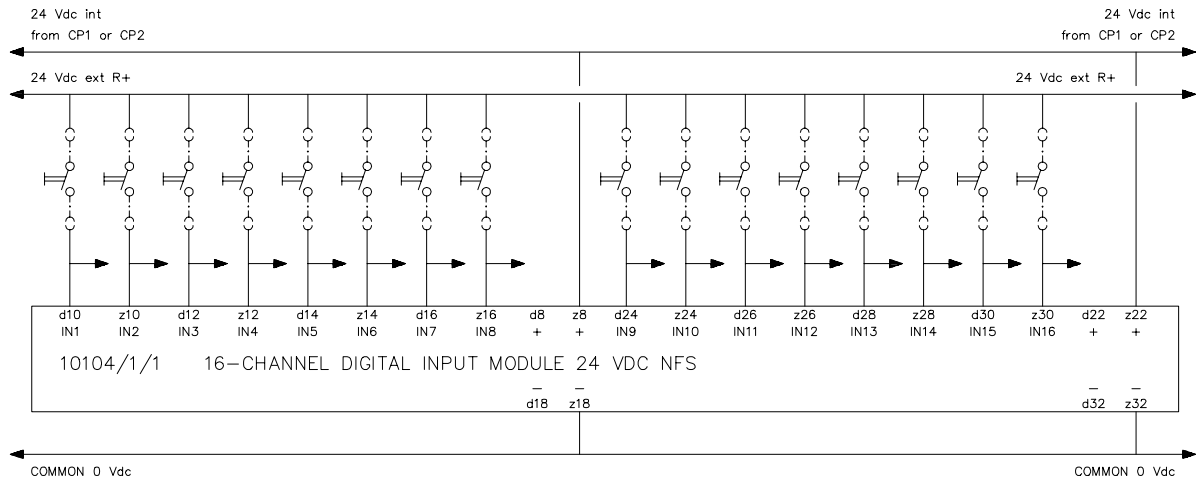 24 Vdc int 24 Vdc int
from CP1 or CP2 from CP1 or CP2
24 Vdc ext R+ 24 Vdc ext R+
d10 z10 d12 z12 d14 z14 d16 z16 d8 z8 d24 z24 d26 z26 d28 z28 d30 z30 d22 z22
IN1 IN2 IN3 IN4 IN5 IN6 IN7 IN8 + + IN9 IN10 IN11 IN12 IN13 IN14 IN15 IN16 + +
10104/1/1 16-CHANNEL DIGITAL INPUT MODULE 24 VDC NFS
− − − −
d18 z18 d32 z32
COMMON 0 Vdc COMMON 0 Vdc